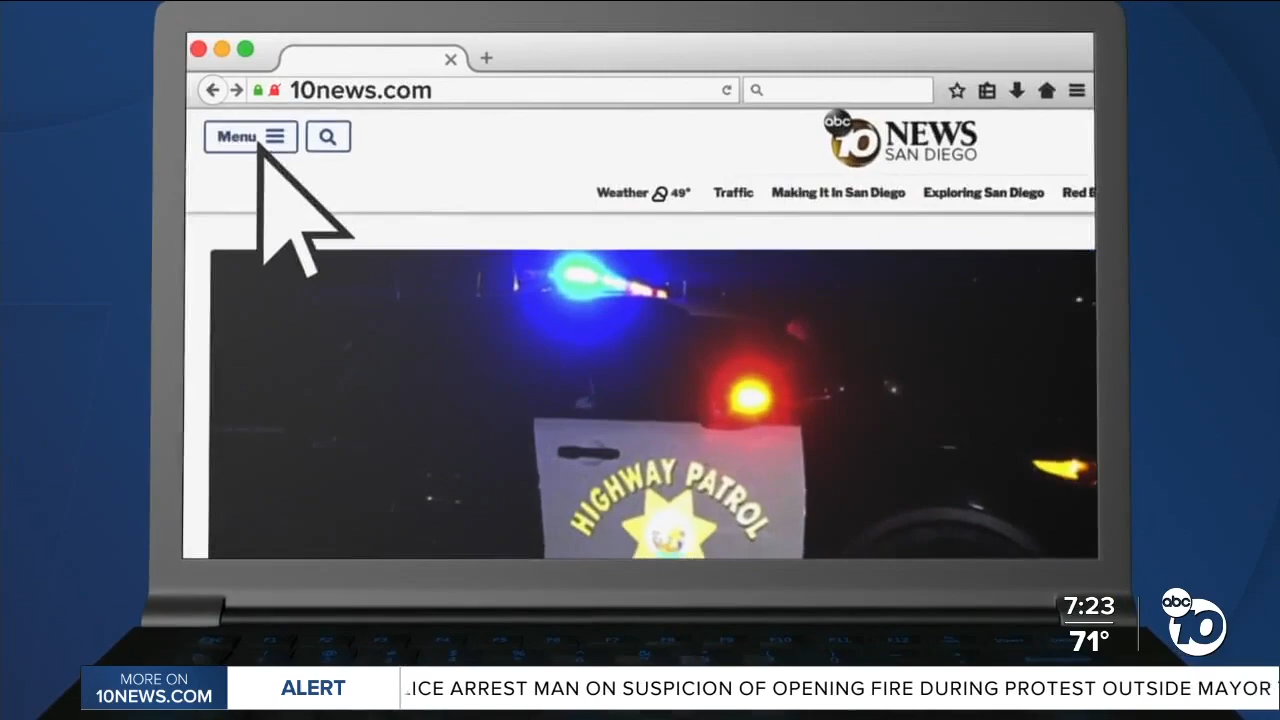 10news.com
Menu
abc 10 NEWS
SAN DIEGO
Weather 49° Traffic Making It In San Diego Exploring San Diego Red
HIGHWAY PATROL
7:23
71°
abc 10
MORE ON
10NEWS.COM
ALERT
ICE ARREST MAN ON SUSPICION OF OPENING FIRE DURING PROTEST OUTSIDE MAYOR